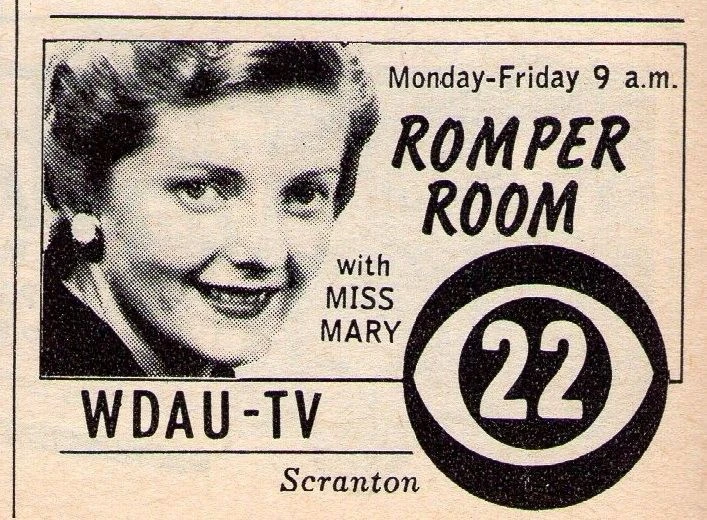 Monday-Friday 9 a.m.
ROMPER
ROOM
with
MISS
MARY
22
WDAU-TV
Scranton